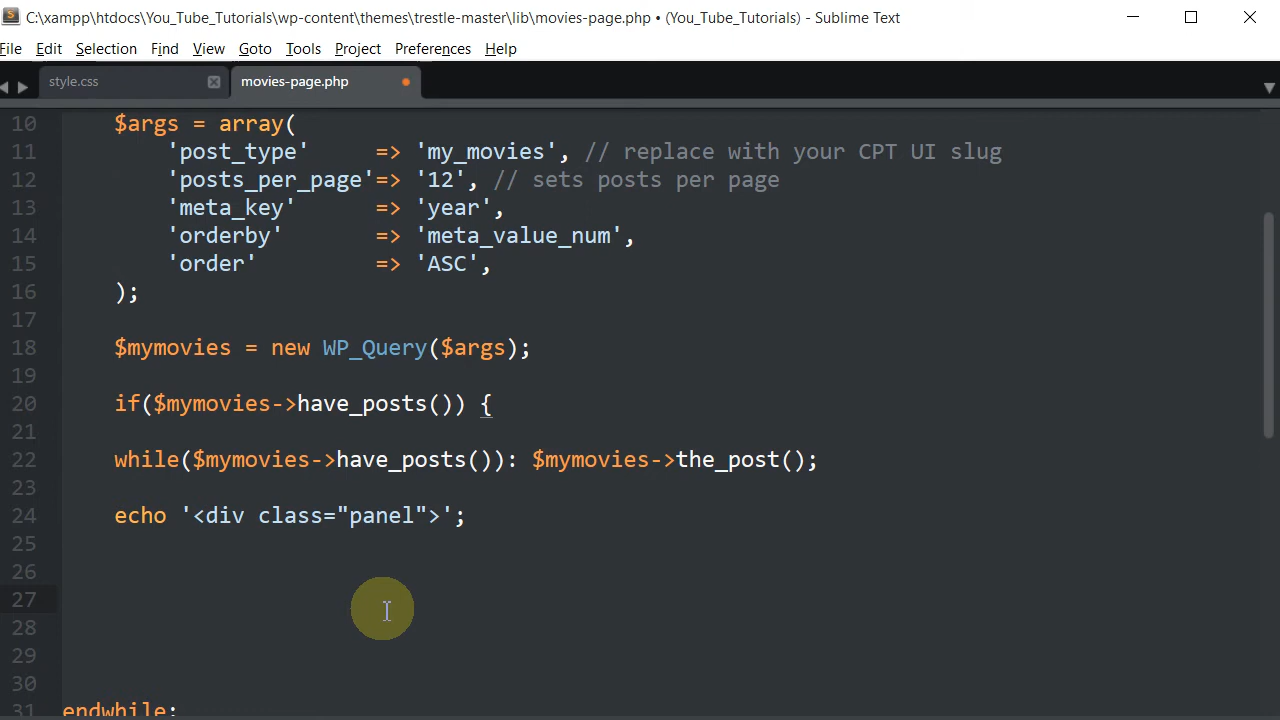 C:\xampp\htdocs\You_Tube_Tutorials\wp-content\themes\trestle-master\lib\movies-page.php • (You_Tube_Tutorials) - Sublime Text
File Edit Selection Find View Goto Tools Project Preferences Help
style.css movies-page.php
10 $args = array(
11 'post_type' => 'my_movies', // replace with your CPT UI slug
12 'posts_per_page'=> '12', // sets posts per page
13 'meta_key' => 'year',
14 'orderby' => 'meta_value_num',
15 'order' => 'ASC',
16 );
17
18 $mymovies = new WP_Query($args);
19
20 if($mymovies->have_posts()) {
21
22 while($mymovies->have_posts()): $mymovies->the_post();
23
24 echo '<div class="panel">';
25
26
27
28
29
30
31 endwhile;